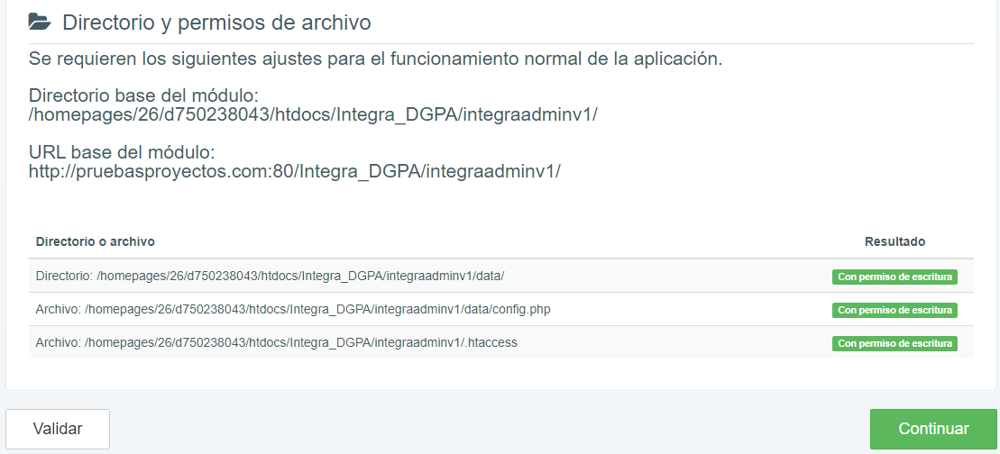 Directorio y permisos de archivo
Se requieren los siguientes ajustes para el funcionamiento normal de la aplicación.
Directorio base del módulo:
/homepages/26/d750238043/htdocs/Integra_DGPA/integraadminv1/
URL base del módulo:
http://pruebasproyectos.com:80/Integra_DGPA/integraadminv1/
Directorio o archivo Resultado
Directorio: /homepages/26/d750238043/htdocs/Integra_DGPA/integraadminv1/data/ Con permiso de escritura
Archivo: /homepages/26/d750238043/htdocs/Integra_DGPA/integraadminv1/data/config.php Con permiso de escritura
Archivo: /homepages/26/d750238043/htdocs/Integra_DGPA/integraadminv1/.htaccess Con permiso de escritura
Validar Continuar